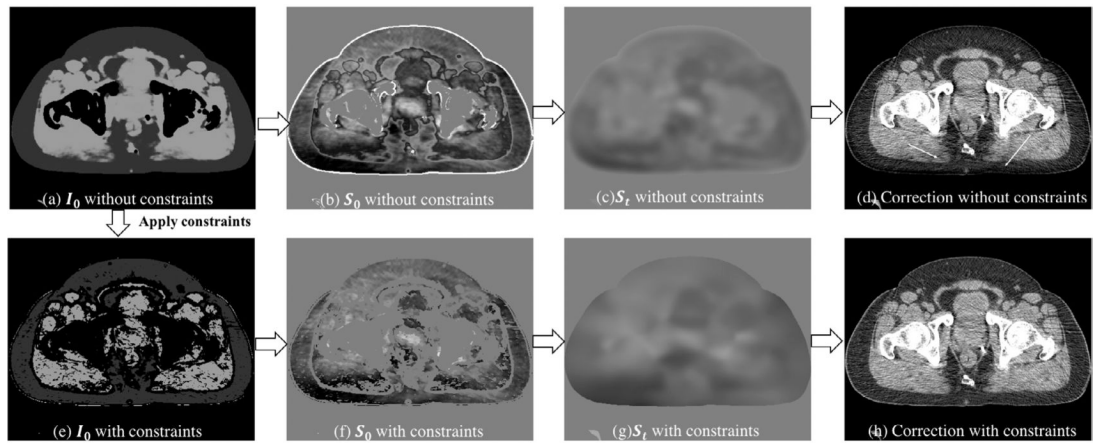 (a) I₀ without constraints
(b) S₀ without constraints
(c) Sₜ without constraints
(d) Correction without constraints
Apply constraints
(e) I₀ with constraints
(f) S₀ with constraints
(g) Sₜ with constraints
(h) Correction with constraints